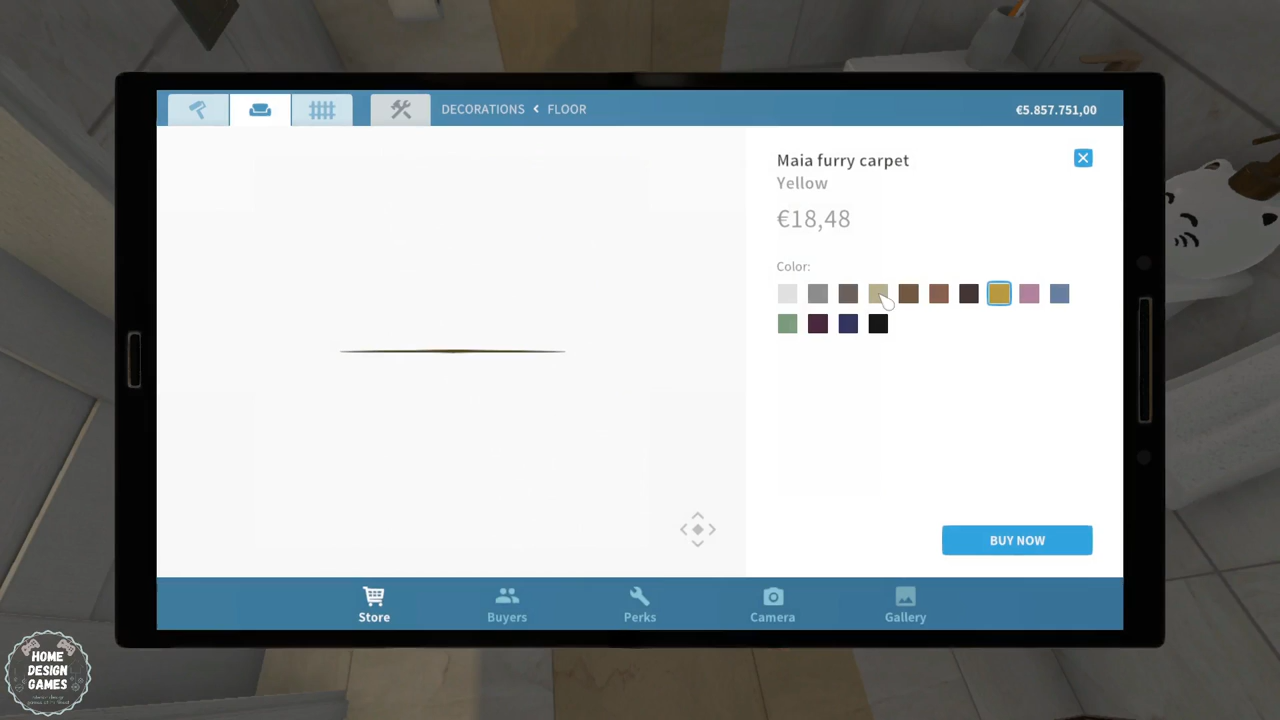 DECORATIONS < FLOOR
€5.857.751,00
Maia furry carpet
Yellow
€18,48
Color:
BUY NOW
Store
Buyers
Perks
Camera
Gallery
HOME
DESIGN
GAMES